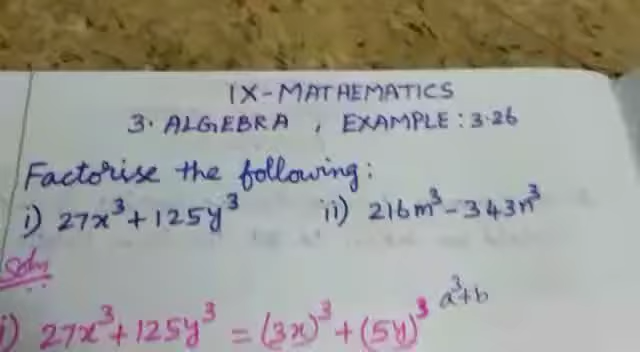 IX-MATHEMATICS
3. ALGEBRA , EXAMPLE : 3.26
Factorise the following :
i) 27x³ + 125y³ ii) 216m³ - 343n³
Soln
i) 27x³ + 125y³ = (3x)³ + (5y)³ a³+b